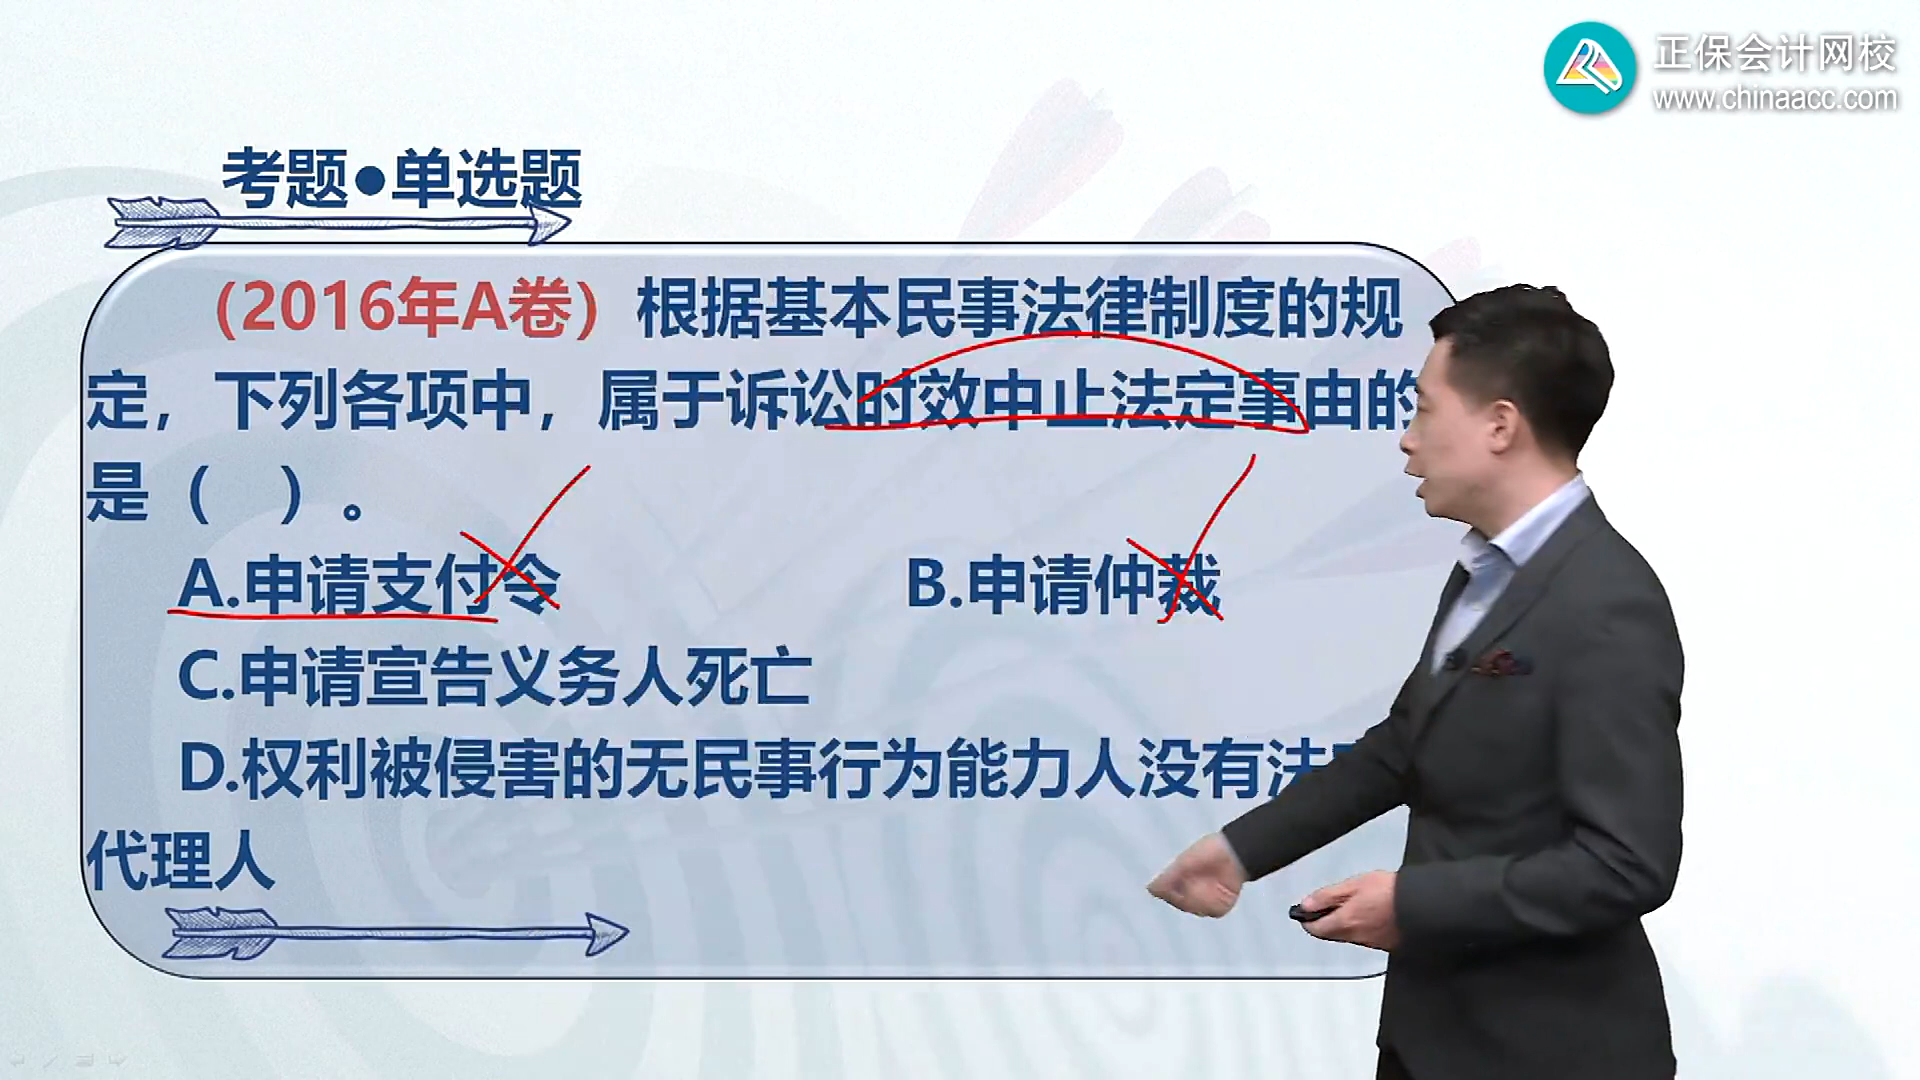 正保会计网校
www.chinaacc.com
考题●单选题
（2016年A卷）根据基本民事法律制度的规
定，下列各项中，属于诉讼时效中止法定事由的
是（　）。
A.申请支付令　B.申请仲裁
C.申请宣告义务人死亡
D.权利被侵害的无民事行为能力人没有法
代理人